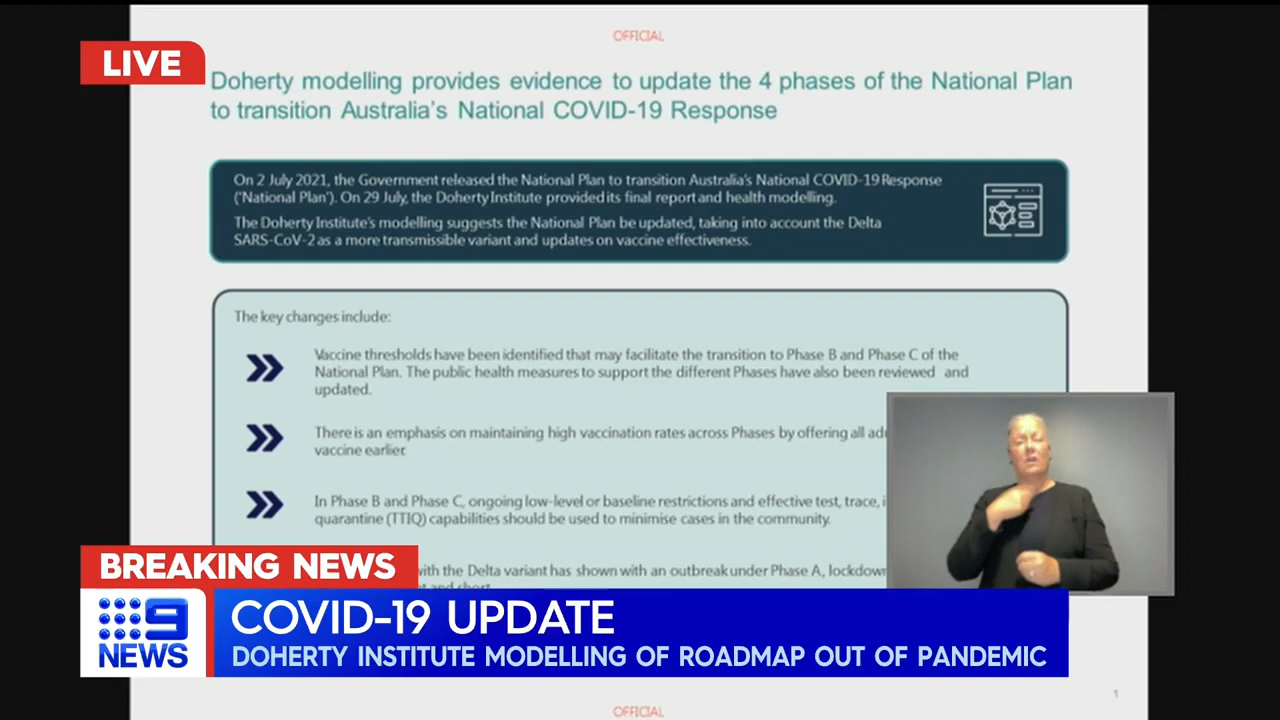 OFFICIAL
LIVE
Doherty modelling provides evidence to update the 4 phases of the National Plan
to transition Australia's National COVID-19 Response
On 2 July 2021, the Government released the National Plan to transition Australia's National COVID-19 Response
('National Plan'). On 29 July, the Doherty Institute provided its final report and health modelling.
The Doherty Institute's modelling suggests the National Plan be updated, taking into account the Delta
SARS-CoV-2 as a more transmissible variant and updates on vaccine effectiveness.
The key changes include:
Vaccine thresholds have been identified that may facilitate the transition to Phase B and Phase C of the
National Plan. The public health measures to support the different Phases have also been reviewed and
updated.
There is an emphasis on maintaining high vaccination rates across Phases by offering all
vaccine earlier.
In Phase B and Phase C, ongoing low-level or baseline restrictions and effective test, trace,
quarantine (TTIQ) capabilities should be used to minimise cases in the community.
with the Delta variant has shown with an outbreak under Phase A,
and short
BREAKING NEWS
9
NEWS
COVID-19 UPDATE
DOHERTY INSTITUTE MODELLING OF ROADMAP OUT OF PANDEMIC
1
OFFICIAL